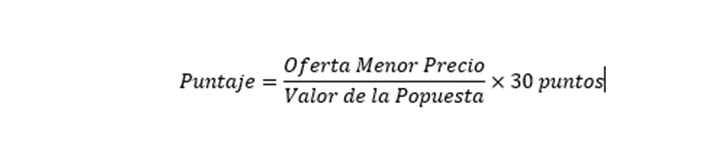 Puntaje = Oferta Menor Precio / Valor de la Popuesta × 30 puntos